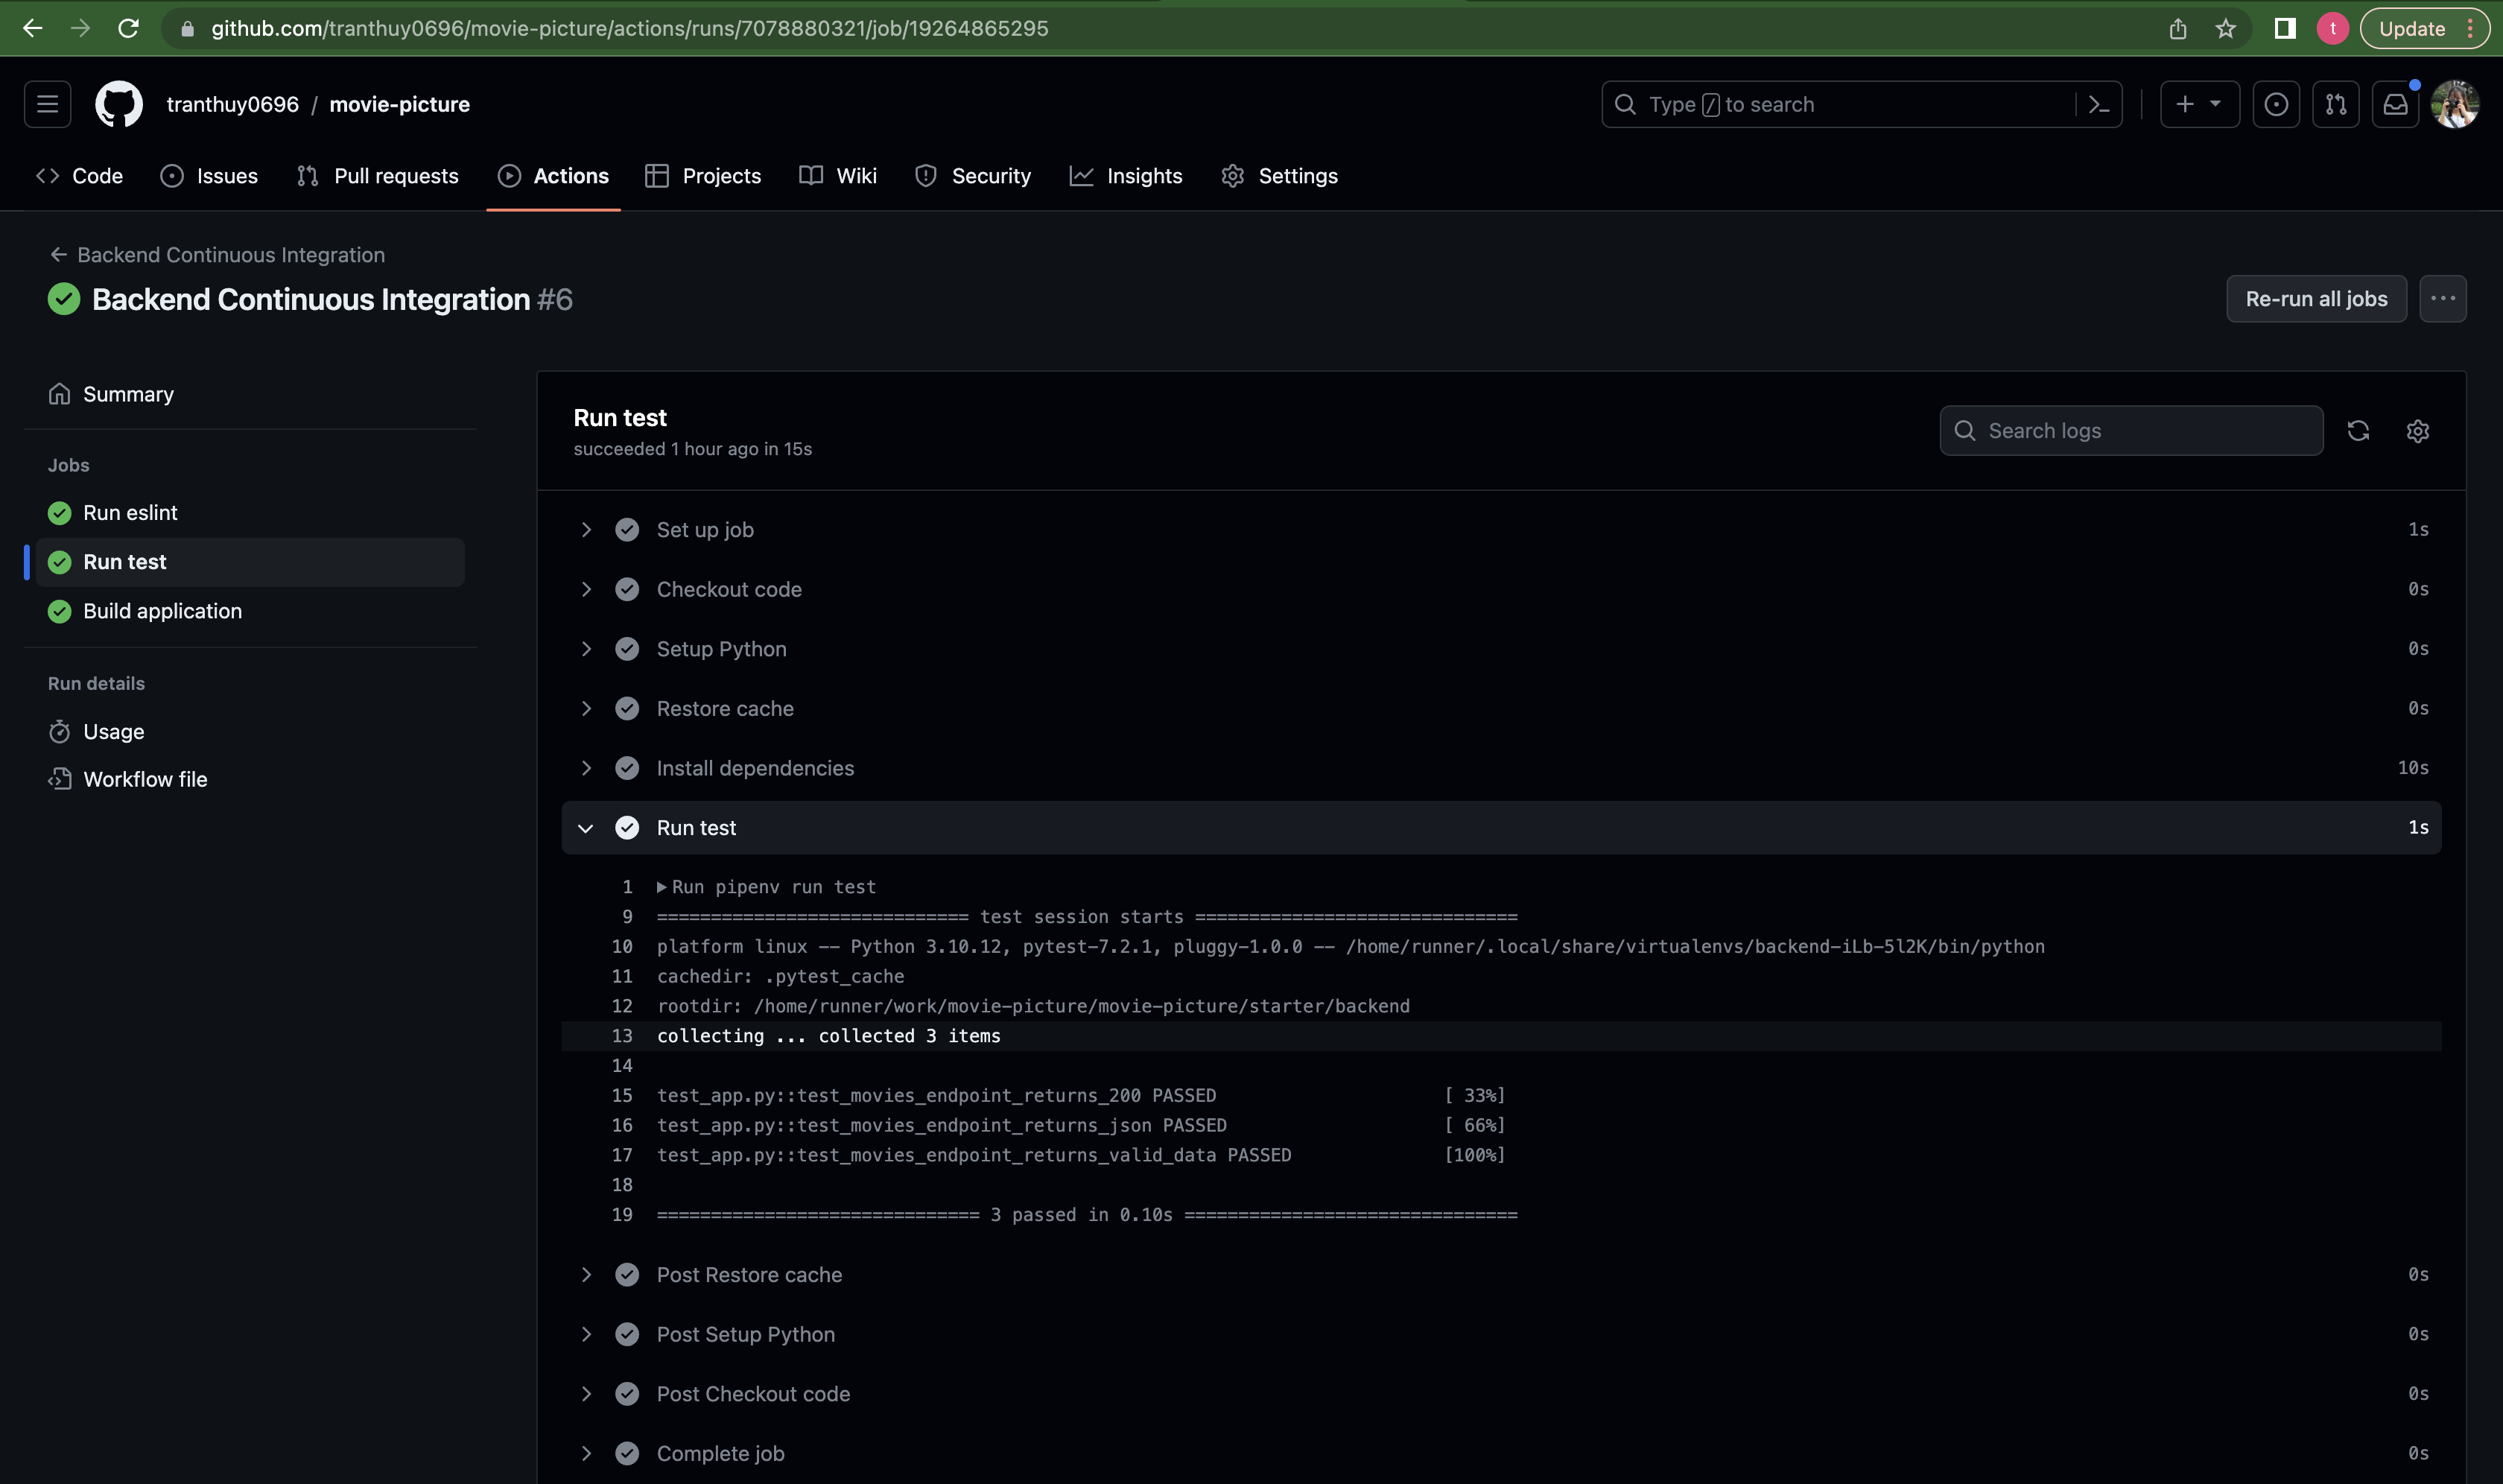 github.com/tranthuy0696/movie-picture/actions/runs/7078880321/job/19264865295
t
Update
tranthuy0696 / movie-picture
Type / to search
Code
Issues
Pull requests
Actions
Projects
Wiki
Security
Insights
Settings
Backend Continuous Integration
Backend Continuous Integration #6
Re-run all jobs
Summary
Jobs
Run eslint
Run test
Build application
Run details
Usage
Workflow file
Run test
succeeded 1 hour ago in 15s
Search logs
Set up job 1s
Checkout code 0s
Setup Python 0s
Restore cache 0s
Install dependencies 10s
Run test 1s
1 Run pipenv run test
9 ============================= test session starts ==============================
10 platform linux -- Python 3.10.12, pytest-7.2.1, pluggy-1.0.0 -- /home/runner/.local/share/virtualenvs/backend-iLb-5l2K/bin/python
11 cachedir: .pytest_cache
12 rootdir: /home/runner/work/movie-picture/movie-picture/starter/backend
13 collecting ... collected 3 items
14
15 test_app.py::test_movies_endpoint_returns_200 PASSED [ 33%]
16 test_app.py::test_movies_endpoint_returns_json PASSED [ 66%]
17 test_app.py::test_movies_endpoint_returns_valid_data PASSED [100%]
18
19 ============================== 3 passed in 0.10s ===============================
Post Restore cache 0s
Post Setup Python 0s
Post Checkout code 0s
Complete job 0s